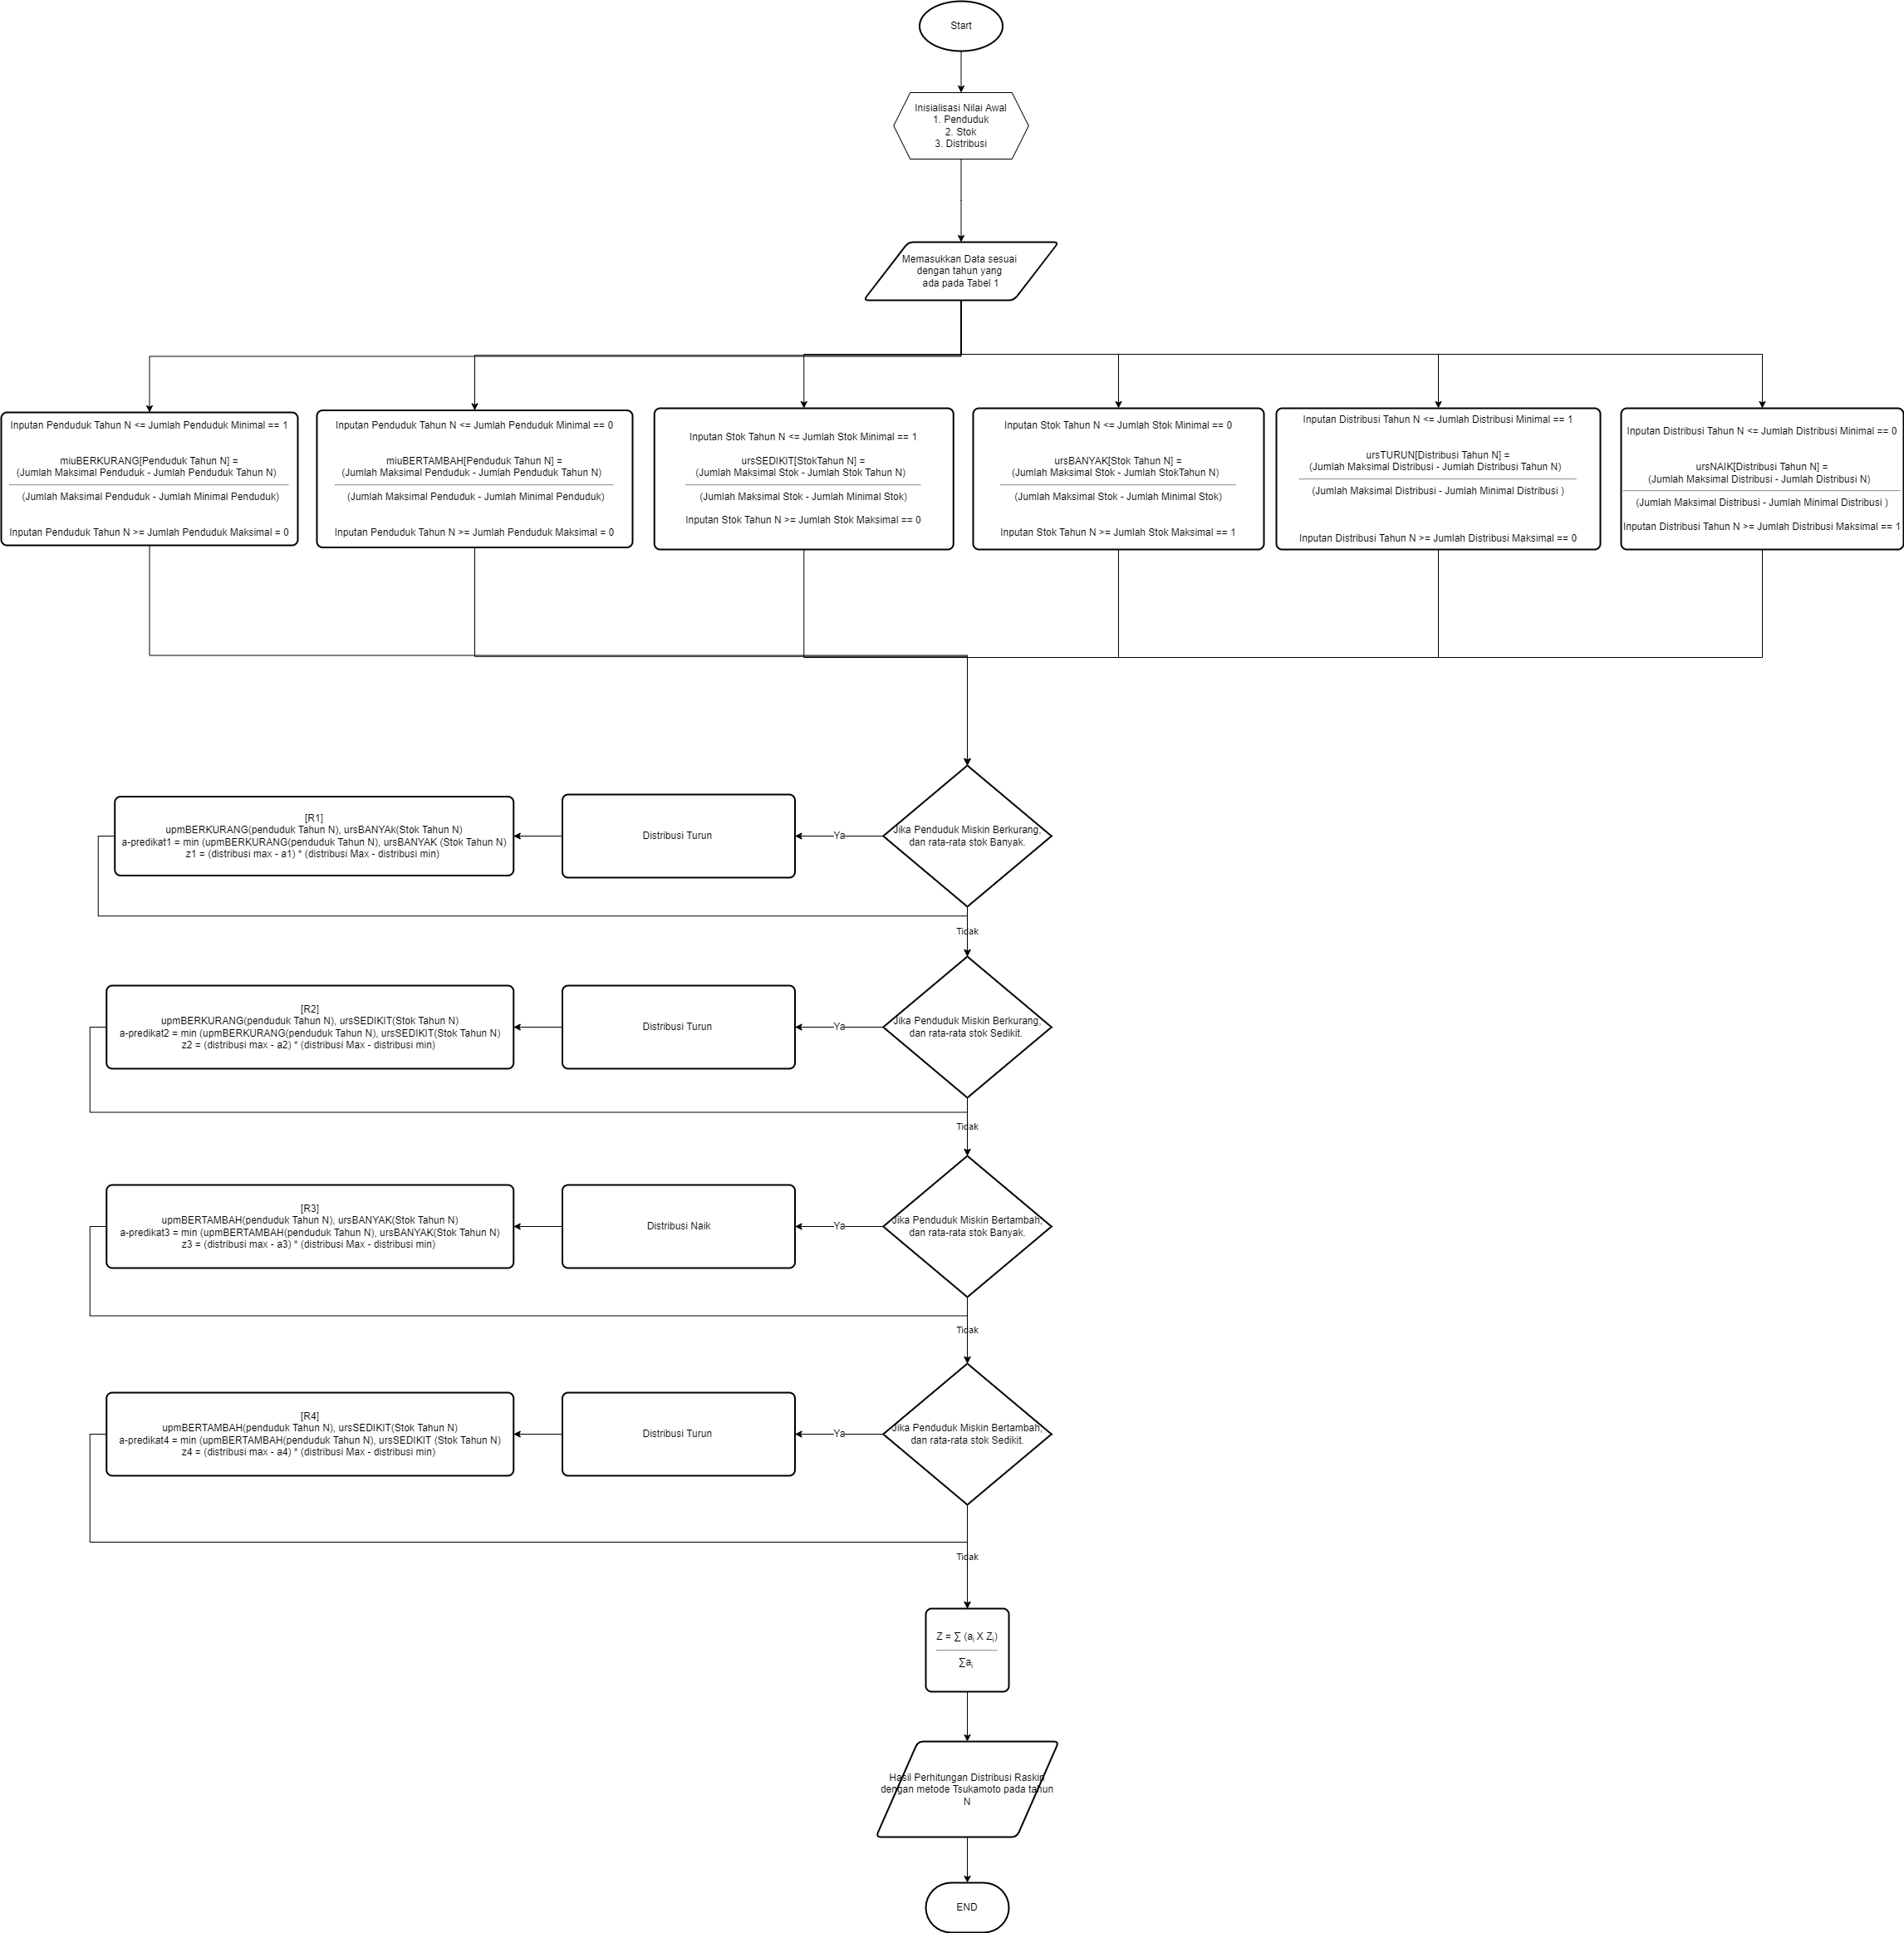 Start
Inisialisasi Nilai Awal
1. Penduduk
2. Stok
3. Distribusi
Memasukkan Data sesuai
dengan tahun yang
ada pada Tabel 1
Inputan Penduduk Tahun N <= Jumlah Penduduk Minimal == 1
miuBERKURANG[Penduduk Tahun N] =
(Jumlah Maksimal Penduduk - Jumlah Penduduk Tahun N)
(Jumlah Maksimal Penduduk - Jumlah Minimal Penduduk)
Inputan Penduduk Tahun N >= Jumlah Penduduk Maksimal = 0
Inputan Penduduk Tahun N <= Jumlah Penduduk Minimal == 0
miuBERTAMBAH[Penduduk Tahun N] =
(Jumlah Maksimal Penduduk - Jumlah Penduduk Tahun N)
(Jumlah Maksimal Penduduk - Jumlah Minimal Penduduk)
Inputan Penduduk Tahun N >= Jumlah Penduduk Maksimal = 0
Inputan Stok Tahun N <= Jumlah Stok Minimal == 1
ursSEDIKIT[StokTahun N] =
(Jumlah Maksimal Stok - Jumlah Stok Tahun N)
(Jumlah Maksimal Stok - Jumlah Minimal Stok)
Inputan Stok Tahun N >= Jumlah Stok Maksimal == 0
Inputan Stok Tahun N <= Jumlah Stok Minimal == 0
ursBANYAK[Stok Tahun N] =
(Jumlah Maksimal Stok - Jumlah StokTahun N)
(Jumlah Maksimal Stok - Jumlah Minimal Stok)
Inputan Stok Tahun N >= Jumlah Stok Maksimal == 1
Inputan Distribusi Tahun N <= Jumlah Distribusi Minimal == 1
ursTURUN[Distribusi Tahun N] =
(Jumlah Maksimal Distribusi - Jumlah Distribusi Tahun N)
(Jumlah Maksimal Distribusi - Jumlah Minimal Distribusi )
Inputan Distribusi Tahun N >= Jumlah Distribusi Maksimal == 0
Inputan Distribusi Tahun N <= Jumlah Distribusi Minimal == 0
ursNAIK[Distribusi Tahun N] =
(Jumlah Maksimal Distribusi - Jumlah Distribusi N)
(Jumlah Maksimal Distribusi - Jumlah Minimal Distribusi )
Inputan Distribusi Tahun N >= Jumlah Distribusi Maksimal == 1
Jika Penduduk Miskin Berkurang,
dan rata-rata stok Banyak.
Ya
Distribusi Turun
[R1]
upmBERKURANG(penduduk Tahun N), ursBANYAk(Stok Tahun N)
a-predikat1 = min (upmBERKURANG(penduduk Tahun N), ursBANYAK (Stok Tahun N)
z1 = (distribusi max - a1) * (distribusi Max - distribusi min)
Tidak
Jika Penduduk Miskin Berkurang,
dan rata-rata stok Sedikit.
Ya
Distribusi Turun
[R2]
upmBERKURANG(penduduk Tahun N), ursSEDIKIT(Stok Tahun N)
a-predikat2 = min (upmBERKURANG(penduduk Tahun N), ursSEDIKIT(Stok Tahun N)
z2 = (distribusi max - a2) * (distribusi Max - distribusi min)
Tidak
Jika Penduduk Miskin Bertambah,
dan rata-rata stok Banyak.
Ya
Distribusi Naik
[R3]
upmBERTAMBAH(penduduk Tahun N), ursBANYAK(Stok Tahun N)
a-predikat3 = min (upmBERTAMBAH(penduduk Tahun N), ursBANYAK(Stok Tahun N)
z3 = (distribusi max - a3) * (distribusi Max - distribusi min)
Tidak
Jika Penduduk Miskin Bertambah,
dan rata-rata stok Sedikit.
Ya
Distribusi Turun
[R4]
upmBERTAMBAH(penduduk Tahun N), ursSEDIKIT(Stok Tahun N)
a-predikat4 = min (upmBERTAMBAH(penduduk Tahun N), ursSEDIKIT (Stok Tahun N)
z4 = (distribusi max - a4) * (distribusi Max - distribusi min)
Tidak
Z = ∑ (aᵢ X Zᵢ)
∑aᵢ
Hasil Perhitungan Distribusi Raskin
dengan metode Tsukamoto pada tahun
N
END